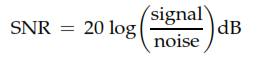 SNR = 20 log(signal/noise) dB